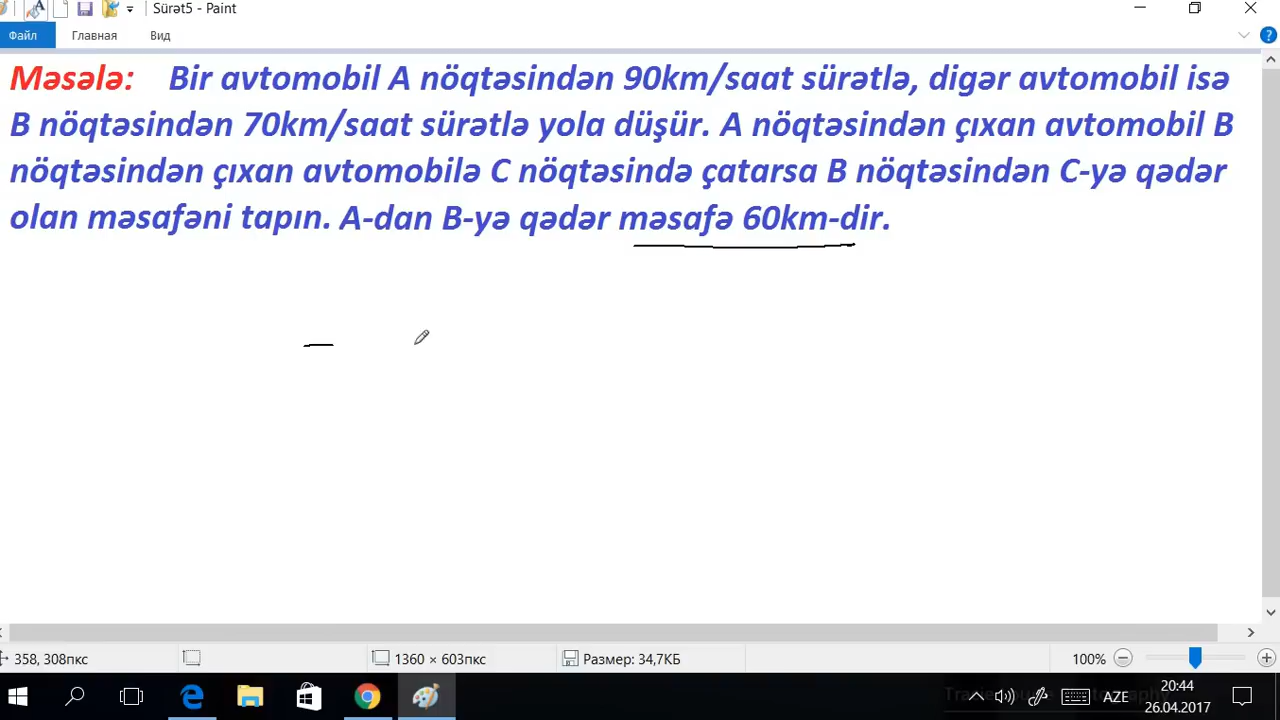 Sürət5 - Paint
Файл Главная Вид
Məsələ: Bir avtomobil A nöqtəsindən 90km/saat sürətlə, digər avtomobil isə
B nöqtəsindən 70km/saat sürətlə yola düşür. A nöqtəsindən çıxan avtomobil B
nöqtəsindən çıxan avtomobilə C nöqtəsində çatarsa B nöqtəsindən C-yə qədər
olan məsafəni tapın. A-dan B-yə qədər məsafə 60km-dir.
358, 308пкс 1360 × 603пкс Размер: 34,7КБ 100%
AZE 20:44
26.04.2017